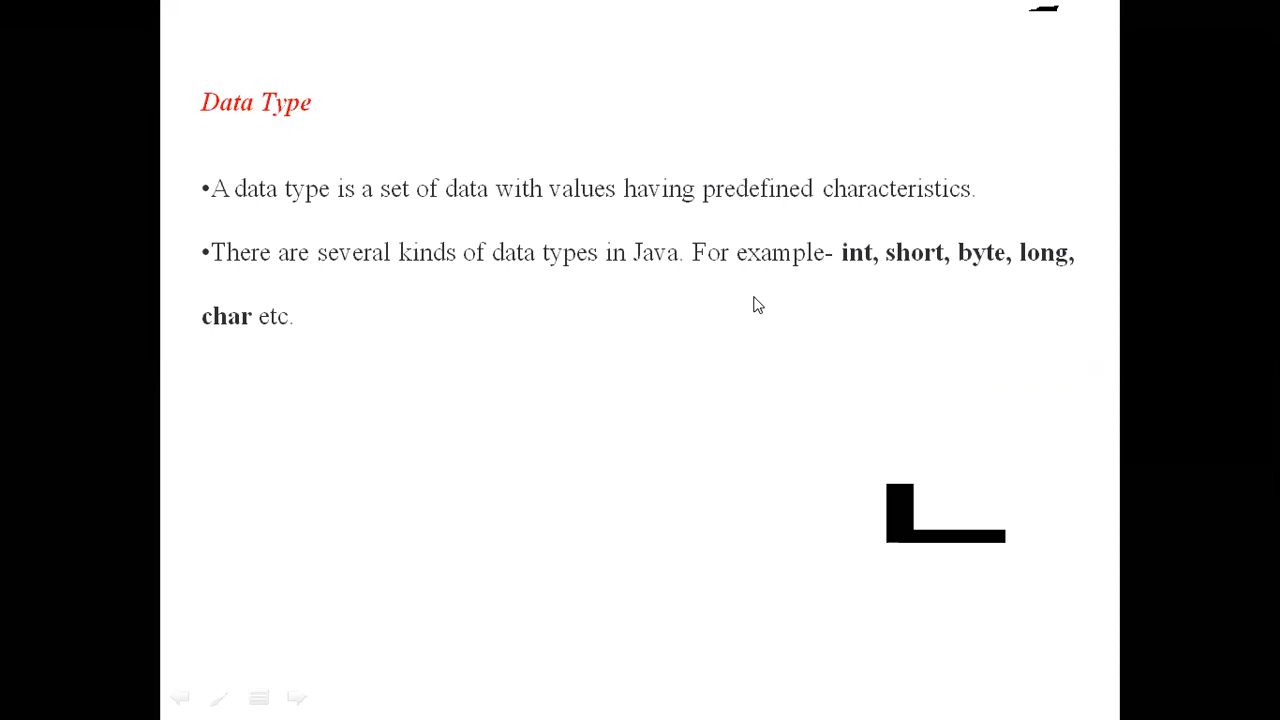 Data Type
•A data type is a set of data with values having predefined characteristics.
•There are several kinds of data types in Java. For example- int, short, byte, long,
char etc.